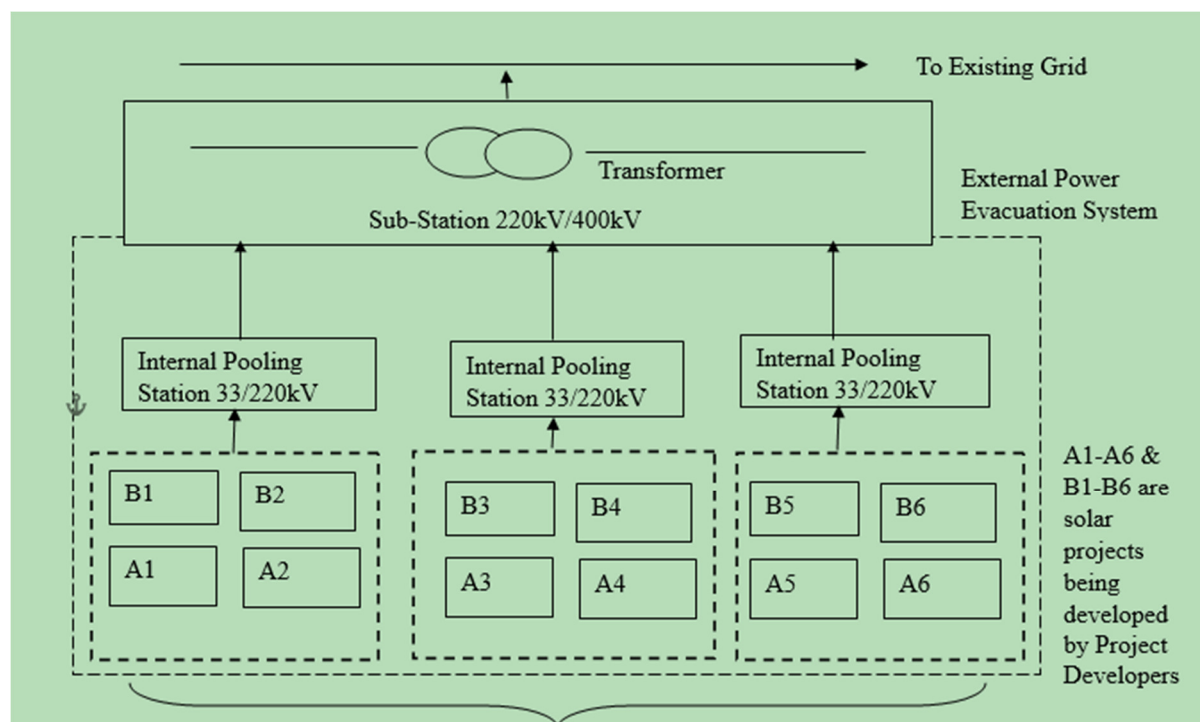 To Existing Grid
Transformer
Sub-Station 220kV/400kV
External Power
Evacuation System
Internal Pooling
Station 33/220kV
Internal Pooling
Station 33/220kV
Internal Pooling
Station 33/220kV
B1
B2
A1
A2
B3
B4
A3
A4
B5
B6
A5
A6
A1-A6 &
B1-B6 are
solar
projects
being
developed
by Project
Developers